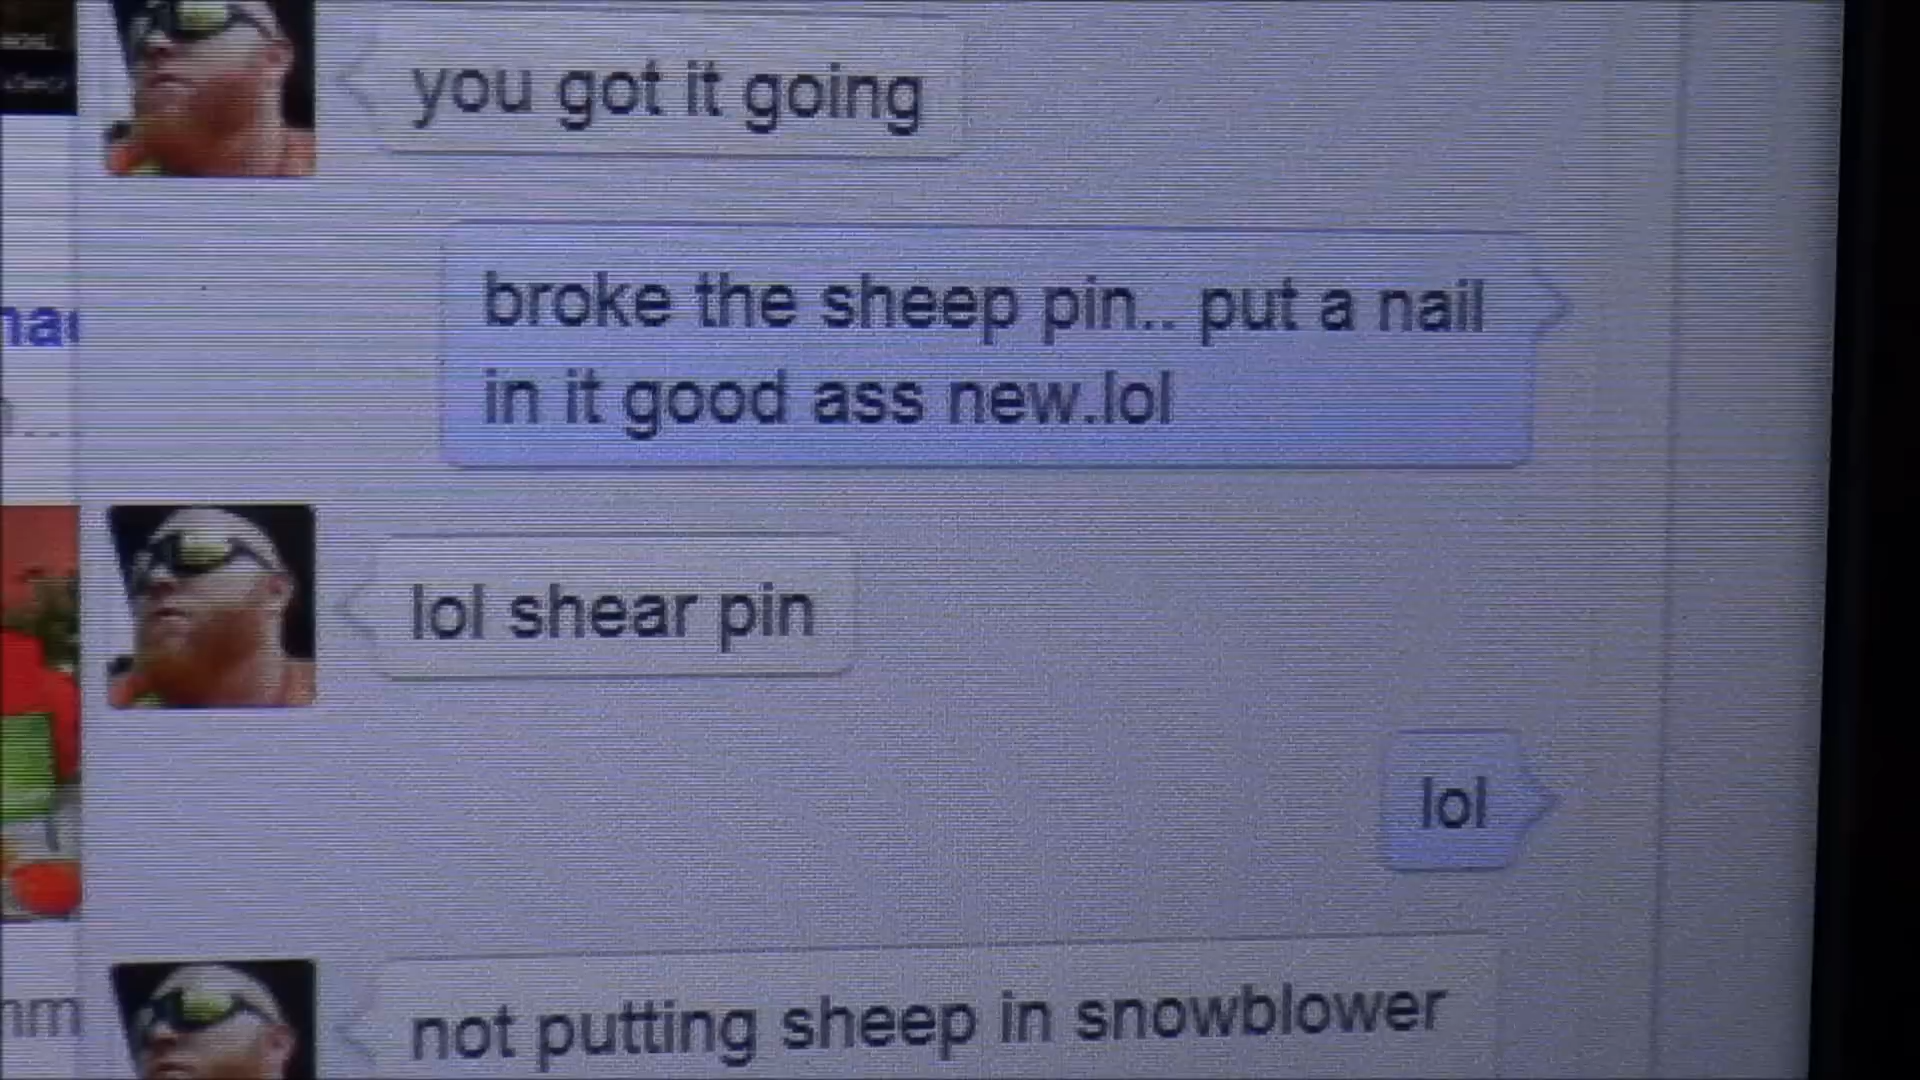 you got it going
broke the sheep pin.. put a nail
in it good ass new.lol
lol shear pin
lol
not putting sheep in snowblower